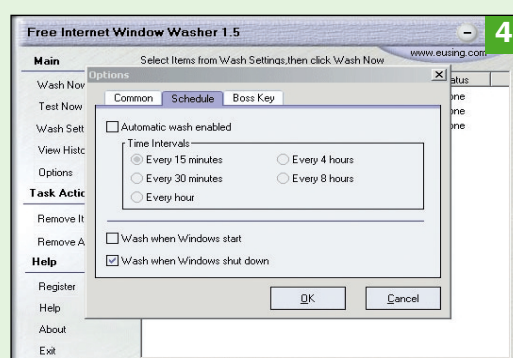 Free Internet Window Washer 1.5
4
www.eusing.com
Main
Select Items from Wash Settings,then click Wash Now
Wash Now
Test Now
Wash Sett
View Histo
Options
Task Actio
Remove It
Remove A
Help
Register
Help
About
Exit
Options
Common
Schedule
Boss Key
Automatic wash enabled
Time Intervals
Every 15 minutes
Every 4 hours
Every 30 minutes
Every 8 hours
Every hour
Wash when Windows start
Wash when Windows shut down
OK
Cancel
atus
one
one
one